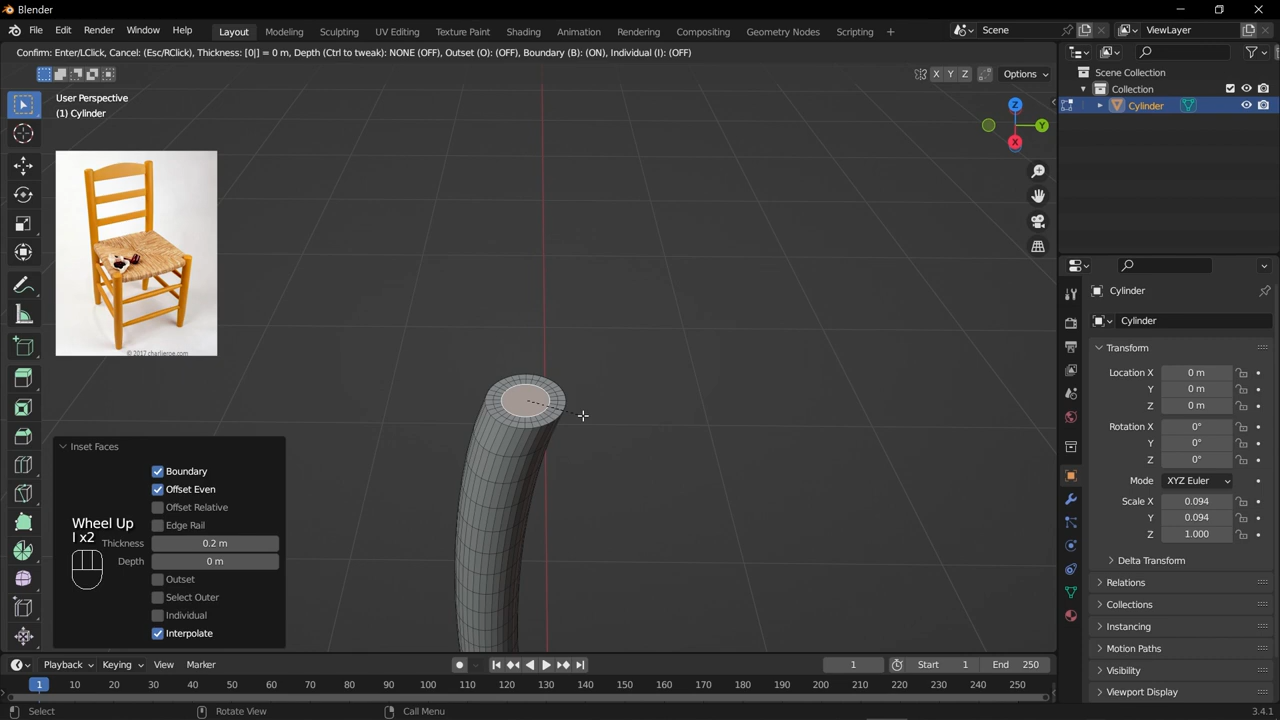 Blender
File Edit Render Window Help Layout Modeling Sculpting UV Editing Texture Paint Shading Animation Rendering Compositing Geometry Nodes Scripting Scene ViewLayer
Confirm: Enter/LClick, Cancel: (Esc/RClick), Thickness: [0|] = 0 m, Depth (Ctrl to tweak): NONE (OFF), Outset (O): (OFF), Boundary (B): (ON), Individual (I): (OFF)
X Y Z Options
User Perspective
(1) Cylinder
Z
Y
X
© 2017 charlieroe.com
Scene Collection
Collection
Cylinder
Cylinder
Cylinder
Transform
Location X 0 m
Y 0 m
Z 0 m
Rotation X 0°
Y 0°
Z 0°
Mode XYZ Euler
Scale X 0.094
Y 0.094
Z 1.000
Delta Transform
Relations
Collections
Instancing
Motion Paths
Visibility
Viewport Display
Inset Faces
Boundary
Offset Even
Offset Relative
Edge Rail
Thickness 0.2 m
Depth 0 m
Outset
Individual
Select Outer
Interpolate
Wheel Up
I x2
Playback Keying View Marker 1 Start 1 End 250
1 10 20 30 40 50 60 70 80 90 100 110 120 130 140 150 160 170 180 190 200 210 220 230 240 250
Select Rotate View Call Menu 3.4.1